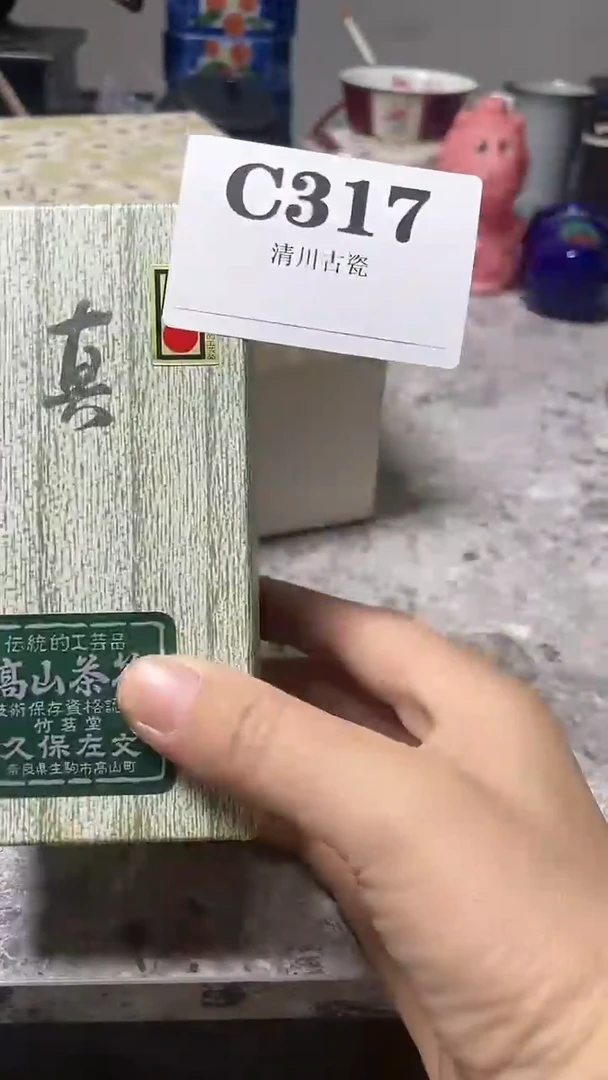 C317
清川古瓷
真
伝統的工芸品
高山茶
技術保存資格認
竹茗堂
久保左文
奈良県生駒市高山町